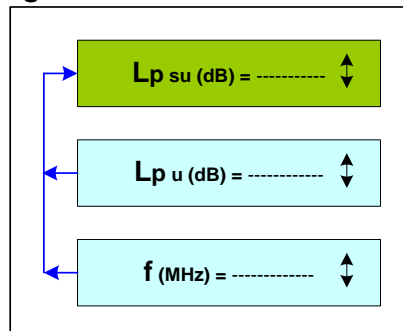 Lp su (dB) = -----------
Lp u (dB) = ------------
f (MHz) = -------------